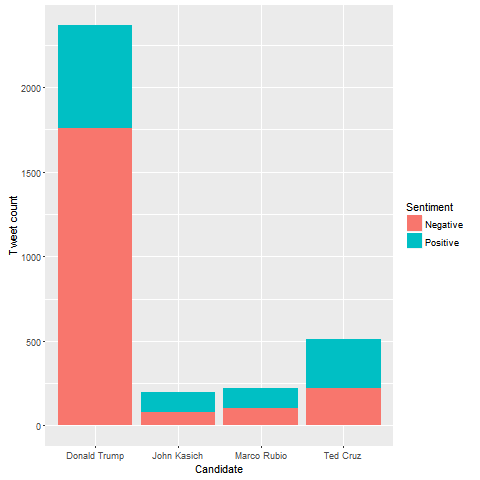 Tweet count
2000
1500
1000
500
0
Donald Trump John Kasich Marco Rubio Ted Cruz
Candidate
Sentiment
Negative
Positive